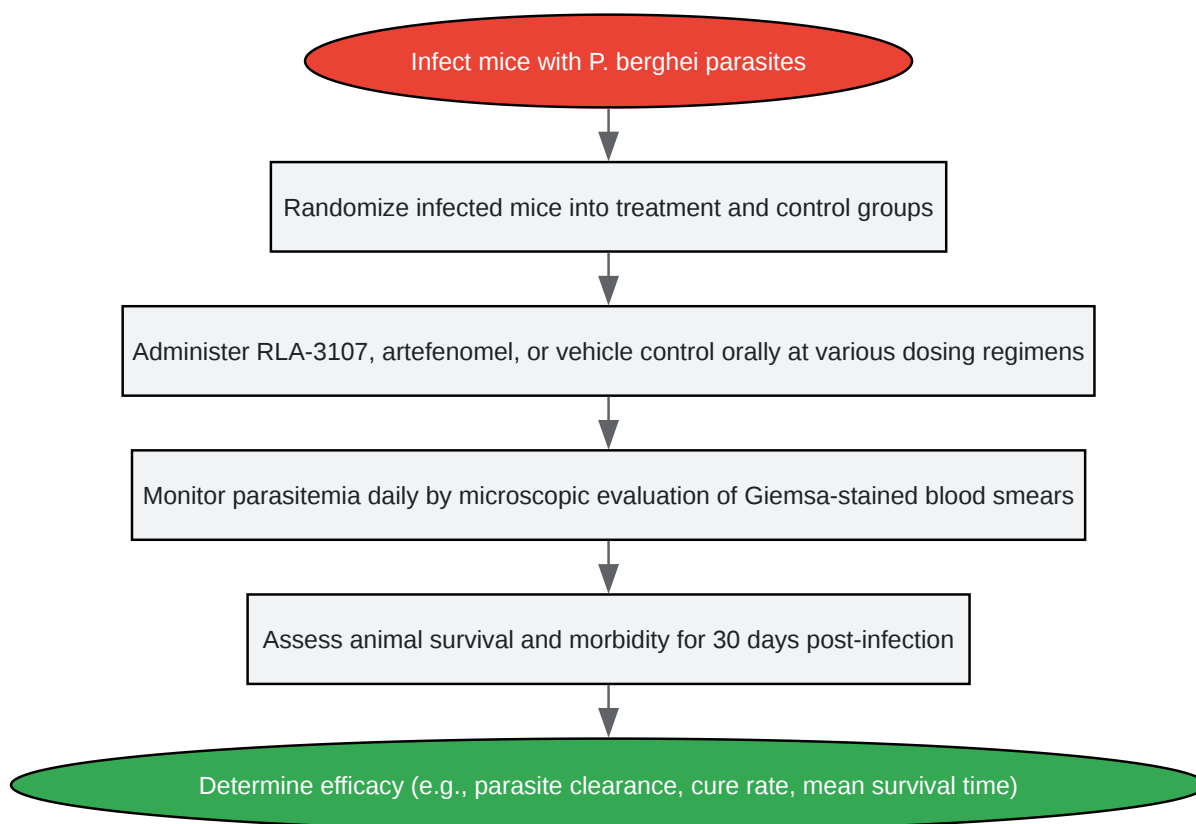 Infect mice with P. berghei parasites
Randomize infected mice into treatment and control groups
Administer RLA-3107, artefenomel, or vehicle control orally at various dosing regimens
Monitor parasitemia daily by microscopic evaluation of Giemsa-stained blood smears
Assess animal survival and morbidity for 30 days post-infection
Determine efficacy (e.g., parasite clearance, cure rate, mean survival time)